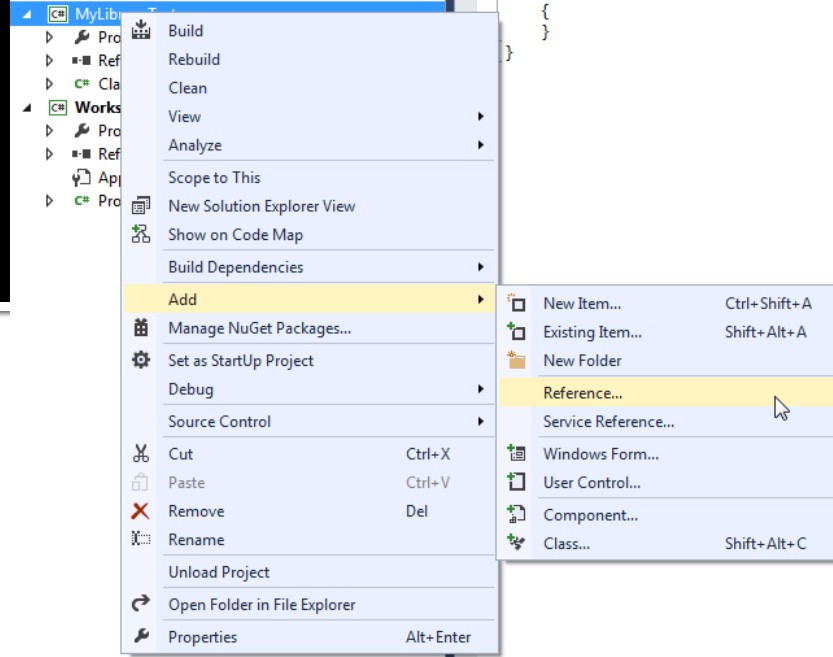 C# MyLibr
Pro
Ref
C# Cla
C# Works
Pro
Ref
App
C# Pro
{
}
}
Build
Rebuild
Clean
View
Analyze
Scope to This
New Solution Explorer View
Show on Code Map
Build Dependencies
Add
Manage NuGet Packages...
Set as StartUp Project
Debug
Source Control
Cut Ctrl+X
Paste Ctrl+V
Remove Del
Rename
Unload Project
Open Folder in File Explorer
Properties Alt+Enter
New Item... Ctrl+Shift+A
Existing Item... Shift+Alt+A
New Folder
Reference...
Service Reference...
Windows Form...
User Control...
Component...
Class... Shift+Alt+C